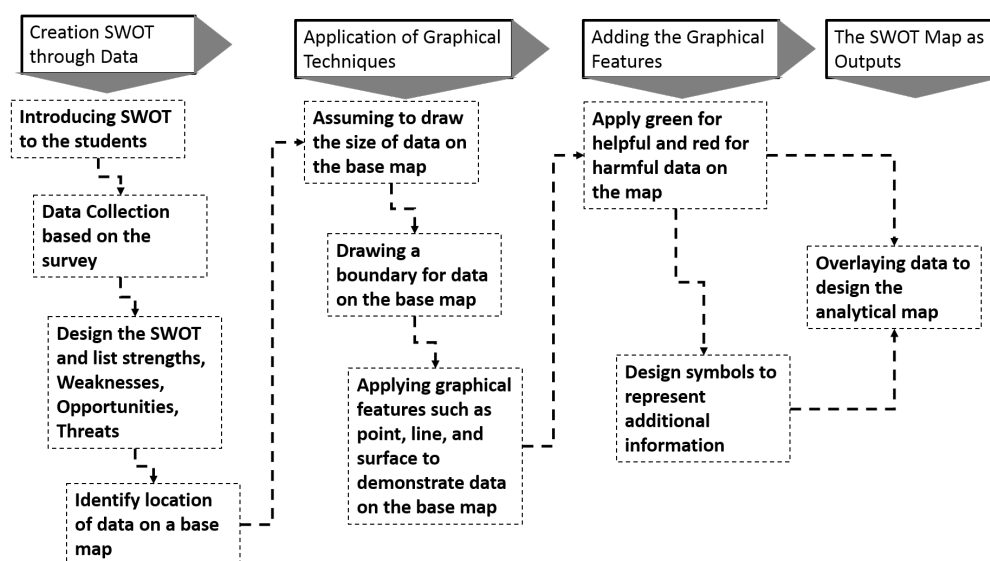 Creation SWOT
through Data
Application of Graphical
Techniques
Adding the Graphical
Features
The SWOT Map as
Outputs
Introducing SWOT
to the students
Data Collection
based on the
survey
Design the SWOT
and list strengths,
Weaknesses,
Opportunities,
Threats
Identify location
of data on a base
map
Assuming to draw
the size of data on
the base map
Drawing a
boundary for data
on the base map
Applying graphical
features such as
point, line, and
surface to
demonstrate data
on the base map
Apply green for
helpful and red for
harmful data on
the map
Design symbols to
represent
additional
information
Overlaying data to
design the
analytical map